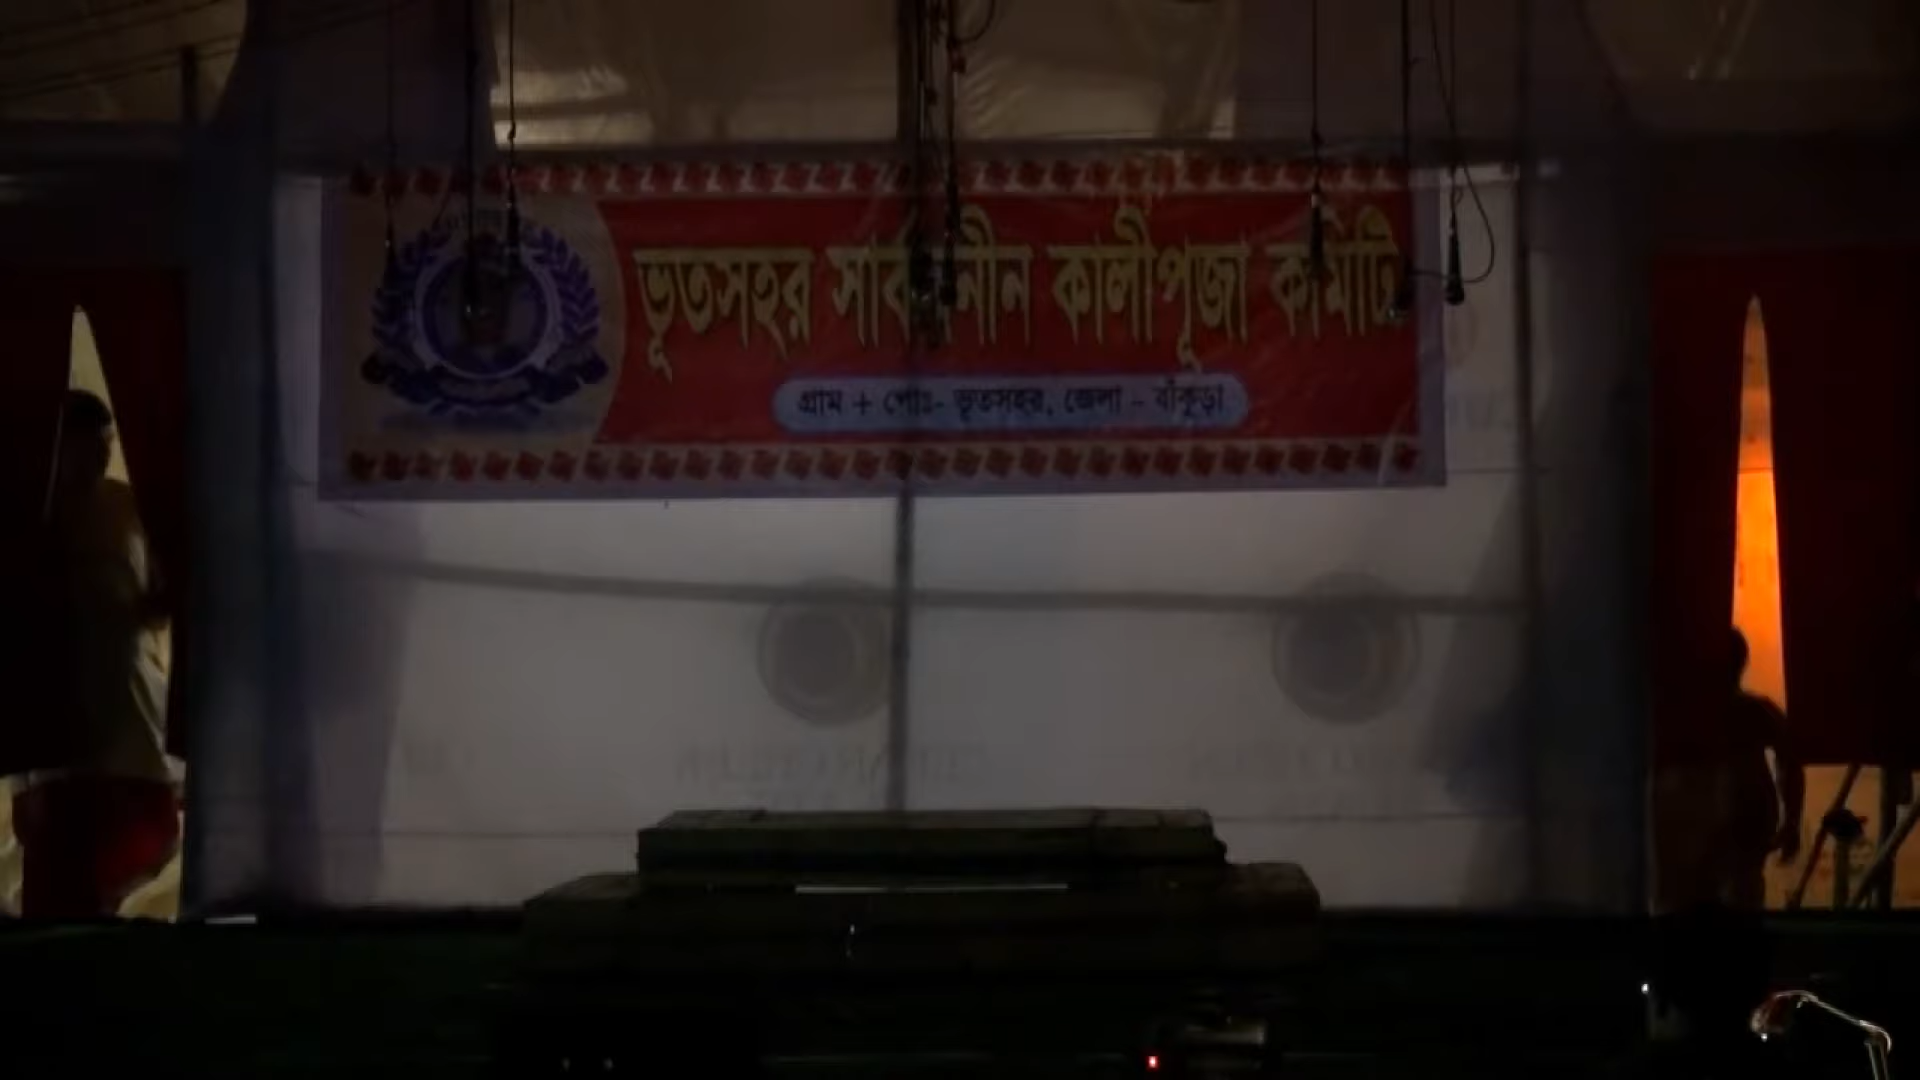 ভূতসহর সার্বজনীন কালীপূজা কমিটি
গ্রাম + পোঃ- ভূতসহর, জেলা - বাঁকুড়া